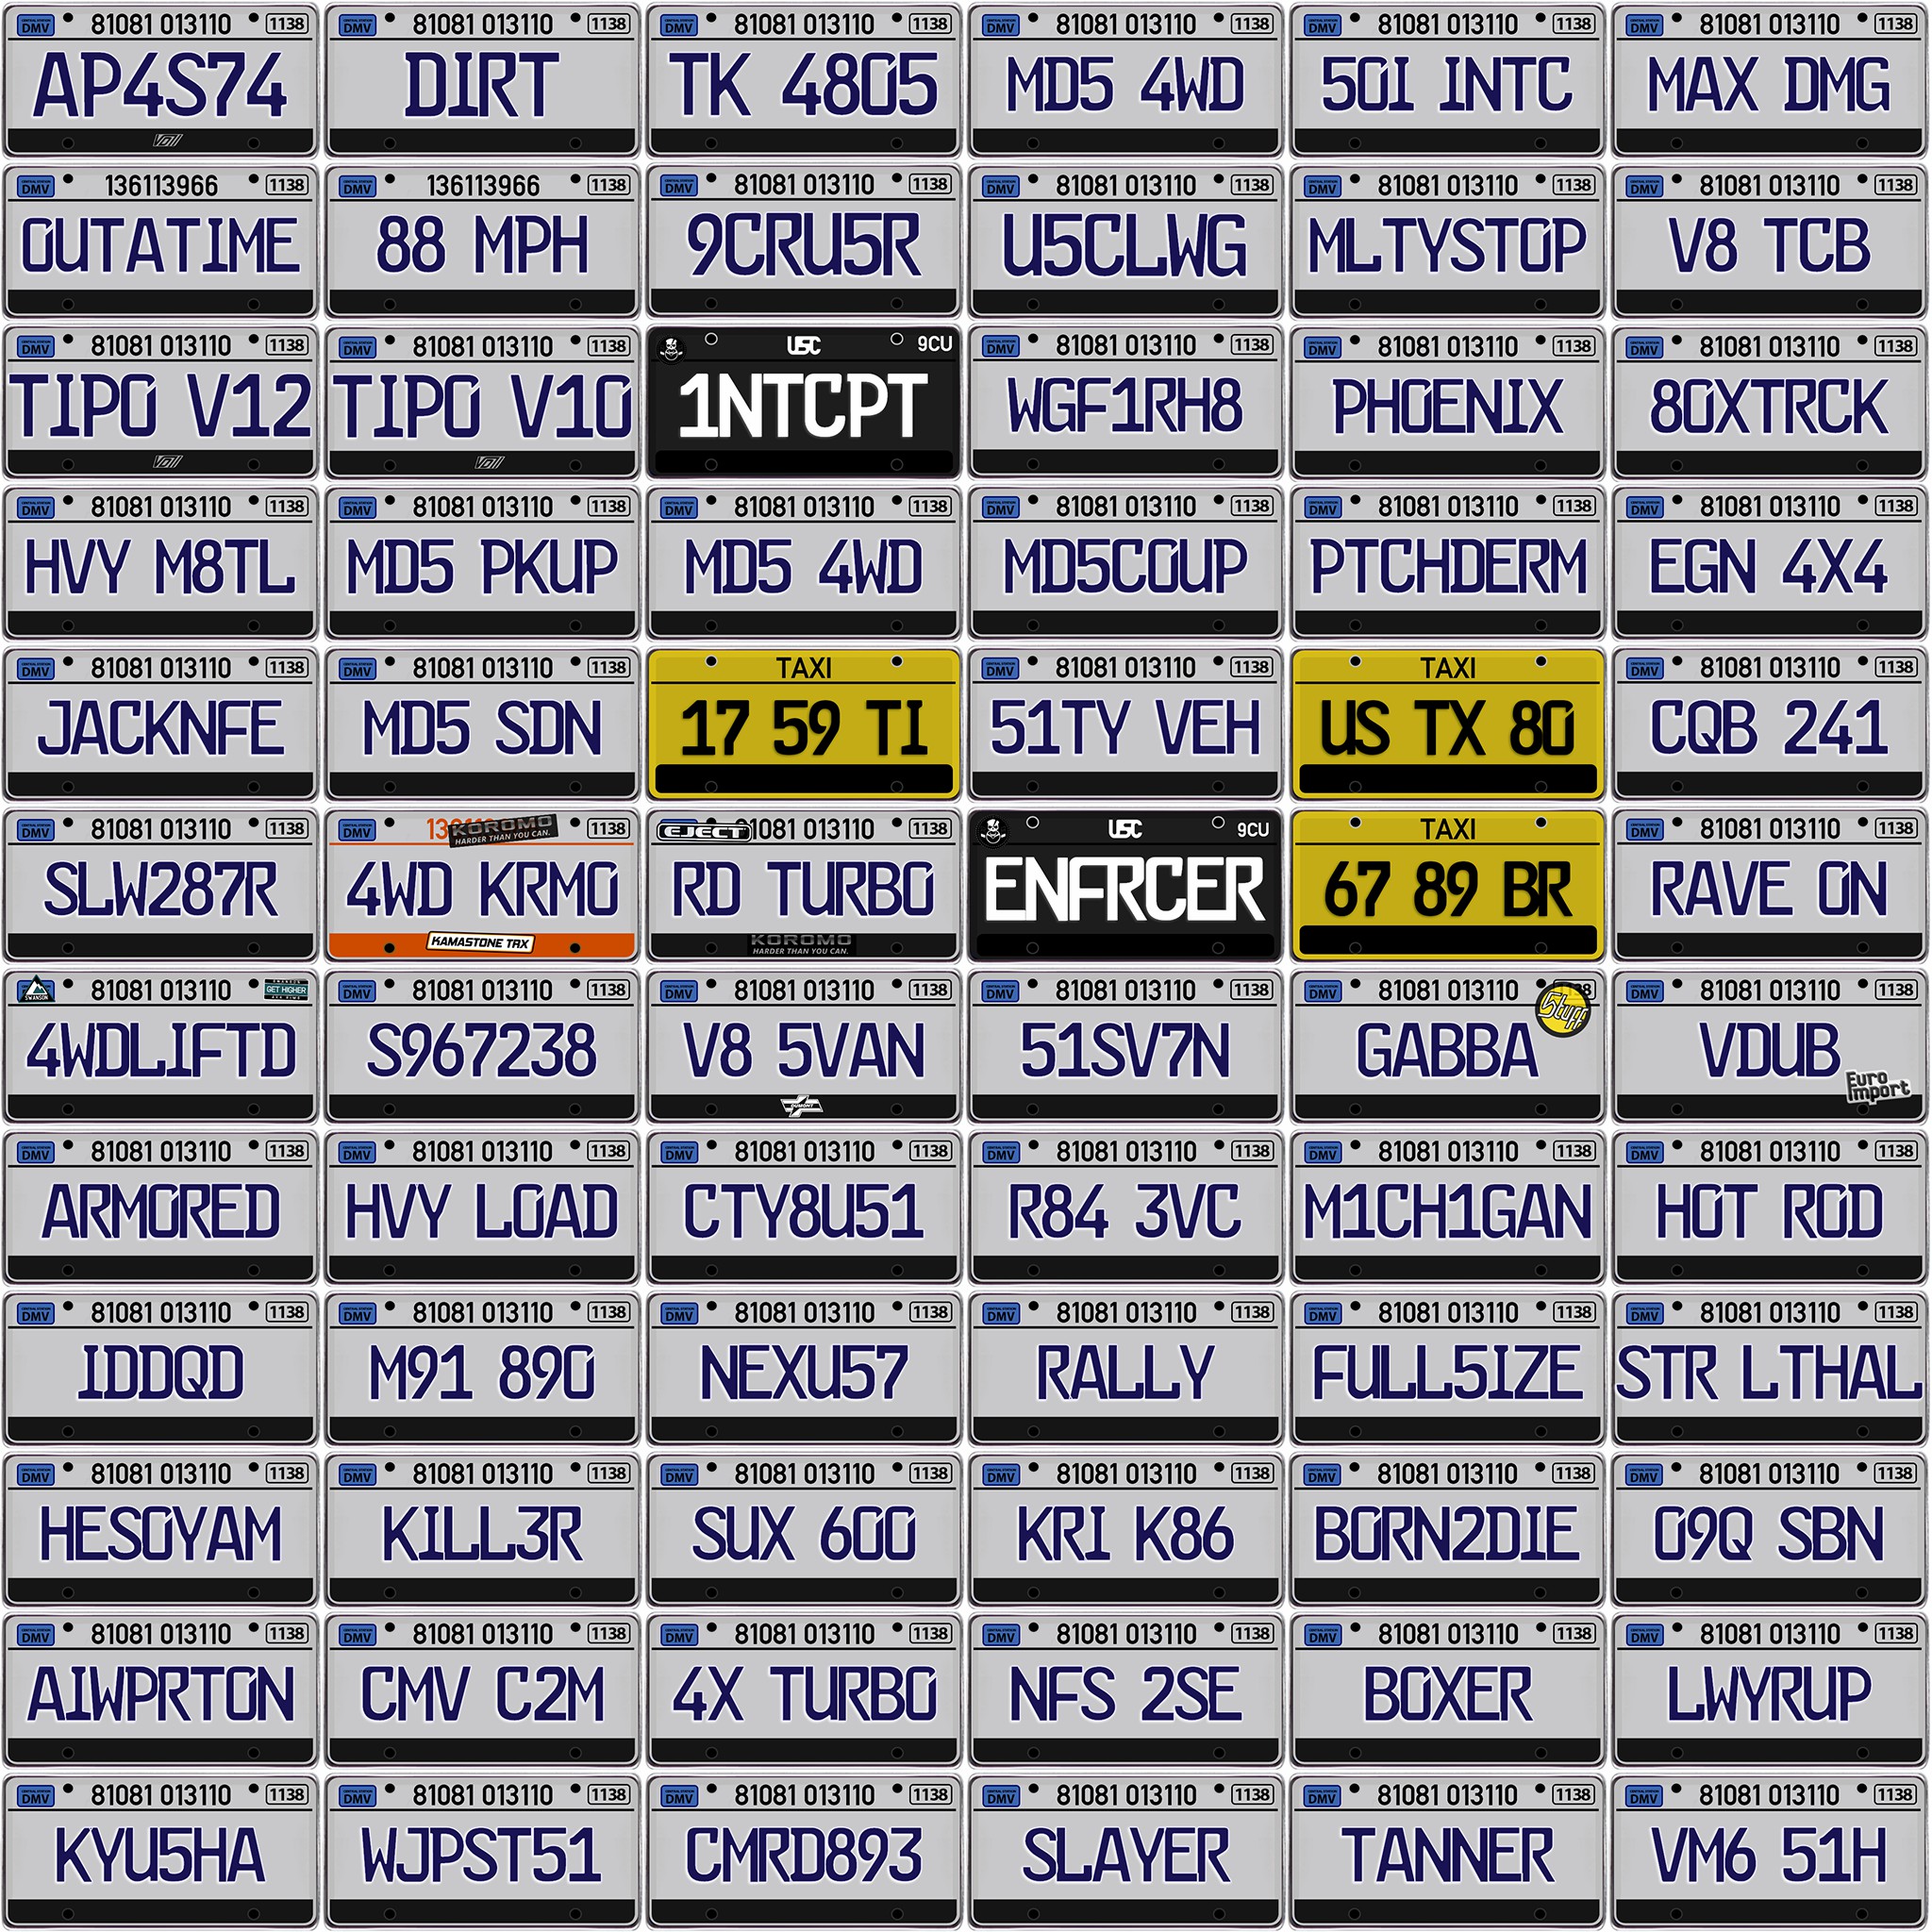 DMV 81081 013110 1138
AP4S74
DMV 81081 013110 1138
DIRT
DMV 81081 013110 1138
TK 4805
DMV 81081 013110 1138
MD5 4WD
DMV 81081 013110 1138
50I INTC
DMV 81081 013110 1138
MAX DMG
DMV 136113966 1138
OUTATIME
DMV 136113966 1138
88 MPH
DMV 81081 013110 1138
9CRU5R
DMV 81081 013110 1138
U5CLWG
DMV 81081 013110 1138
MLTYSTOP
DMV 81081 013110 1138
V8 TCB
DMV 81081 013110 1138
TIPO V12
DMV 81081 013110 1138
TIPO V10
USC 9CU
1NTCPT
DMV 81081 013110 1138
WGF1RH8
DMV 81081 013110 1138
PHOENIX
DMV 81081 013110 1138
80XTRCK
DMV 81081 013110 1138
HVY M8TL
DMV 81081 013110 1138
MD5 PKUP
DMV 81081 013110 1138
MD5 4WD
DMV 81081 013110 1138
MD5COUP
DMV 81081 013110 1138
PTCHDERM
DMV 81081 013110 1138
EGN 4X4
DMV 81081 013110 1138
JACKNFE
DMV 81081 013110 1138
MD5 SDN
TAXI
17 59 TI
DMV 81081 013110 1138
51TY VEH
TAXI
US TX 80
DMV 81081 013110 1138
CQB 241
DMV 81081 013110 1138
SLW287R
DMV KOROMO 1138
HARDER THAN YOU CAN.
4WD KRMO
KAMASTONE TRX
EJECT 1081 013110 1138
RD TURBO
KOROMO
HARDER THAN YOU CAN.
USC 9CU
ENFRCER
TAXI
67 89 BR
DMV 81081 013110 1138
RAVE ON
SWANSON 81081 013110 GET HIGHER
4WDLIFTD
DMV 81081 013110 1138
S967238
DMV 81081 013110 1138
V8 5VAN
DUMONT
DMV 81081 013110 1138
51SV7N
DMV 81081 013110 38
Stuff
GABBA
DMV 81081 013110 1138
VDUB
Euro
Import
DMV 81081 013110 1138
ARMORED
DMV 81081 013110 1138
HVY LOAD
DMV 81081 013110 1138
CTY8U51
DMV 81081 013110 1138
R84 3VC
DMV 81081 013110 1138
M1CH1GAN
DMV 81081 013110 1138
HOT ROD
DMV 81081 013110 1138
IDDQD
DMV 81081 013110 1138
M91 890
DMV 81081 013110 1138
NEXU57
DMV 81081 013110 1138
RALLY
DMV 81081 013110 1138
FULL5IZE
DMV 81081 013110 1138
STR LTHAL
DMV 81081 013110 1138
HESOYAM
DMV 81081 013110 1138
KILL3R
DMV 81081 013110 1138
SUX 600
DMV 81081 013110 1138
KRI K86
DMV 81081 013110 1138
BORN2DIE
DMV 81081 013110 1138
09Q SBN
DMV 81081 013110 1138
AIWPRTON
DMV 81081 013110 1138
CMV C2M
DMV 81081 013110 1138
4X TURBO
DMV 81081 013110 1138
NFS 2SE
DMV 81081 013110 1138
BOXER
DMV 81081 013110 1138
LWYRUP
DMV 81081 013110 1138
KYU5HA
DMV 81081 013110 1138
WJPST51
DMV 81081 013110 1138
CMRD893
DMV 81081 013110 1138
SLAYER
DMV 81081 013110 1138
TANNER
DMV 81081 013110 1138
VM6 51H